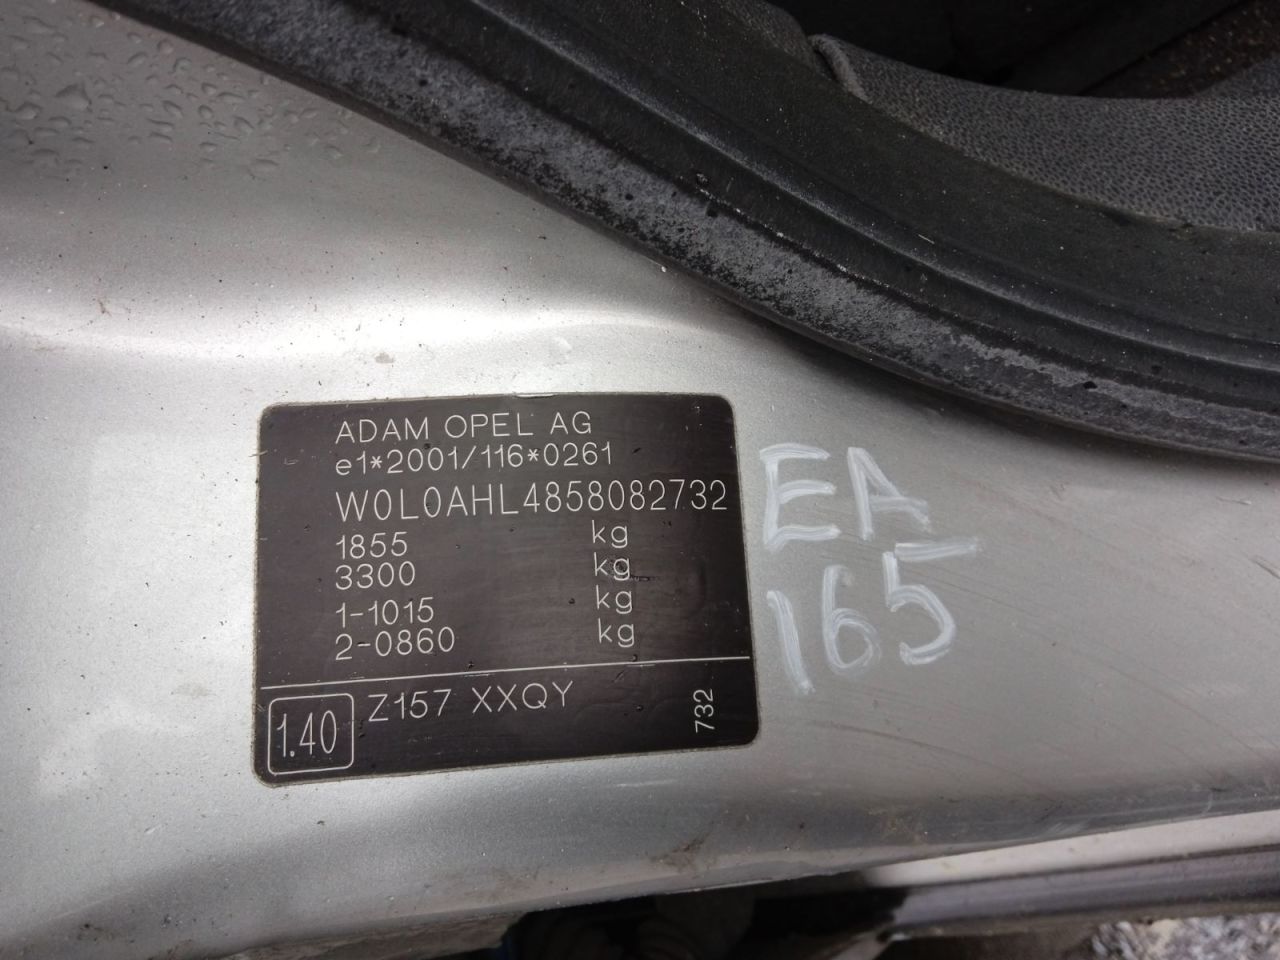 ADAM OPEL AG
e1*2001/116*0261
W0L0AHL4858082732
1855 kg
3300 kg
1-1015 kg
2-0860 kg
1.40 Z157 XXQY 732
EA
165